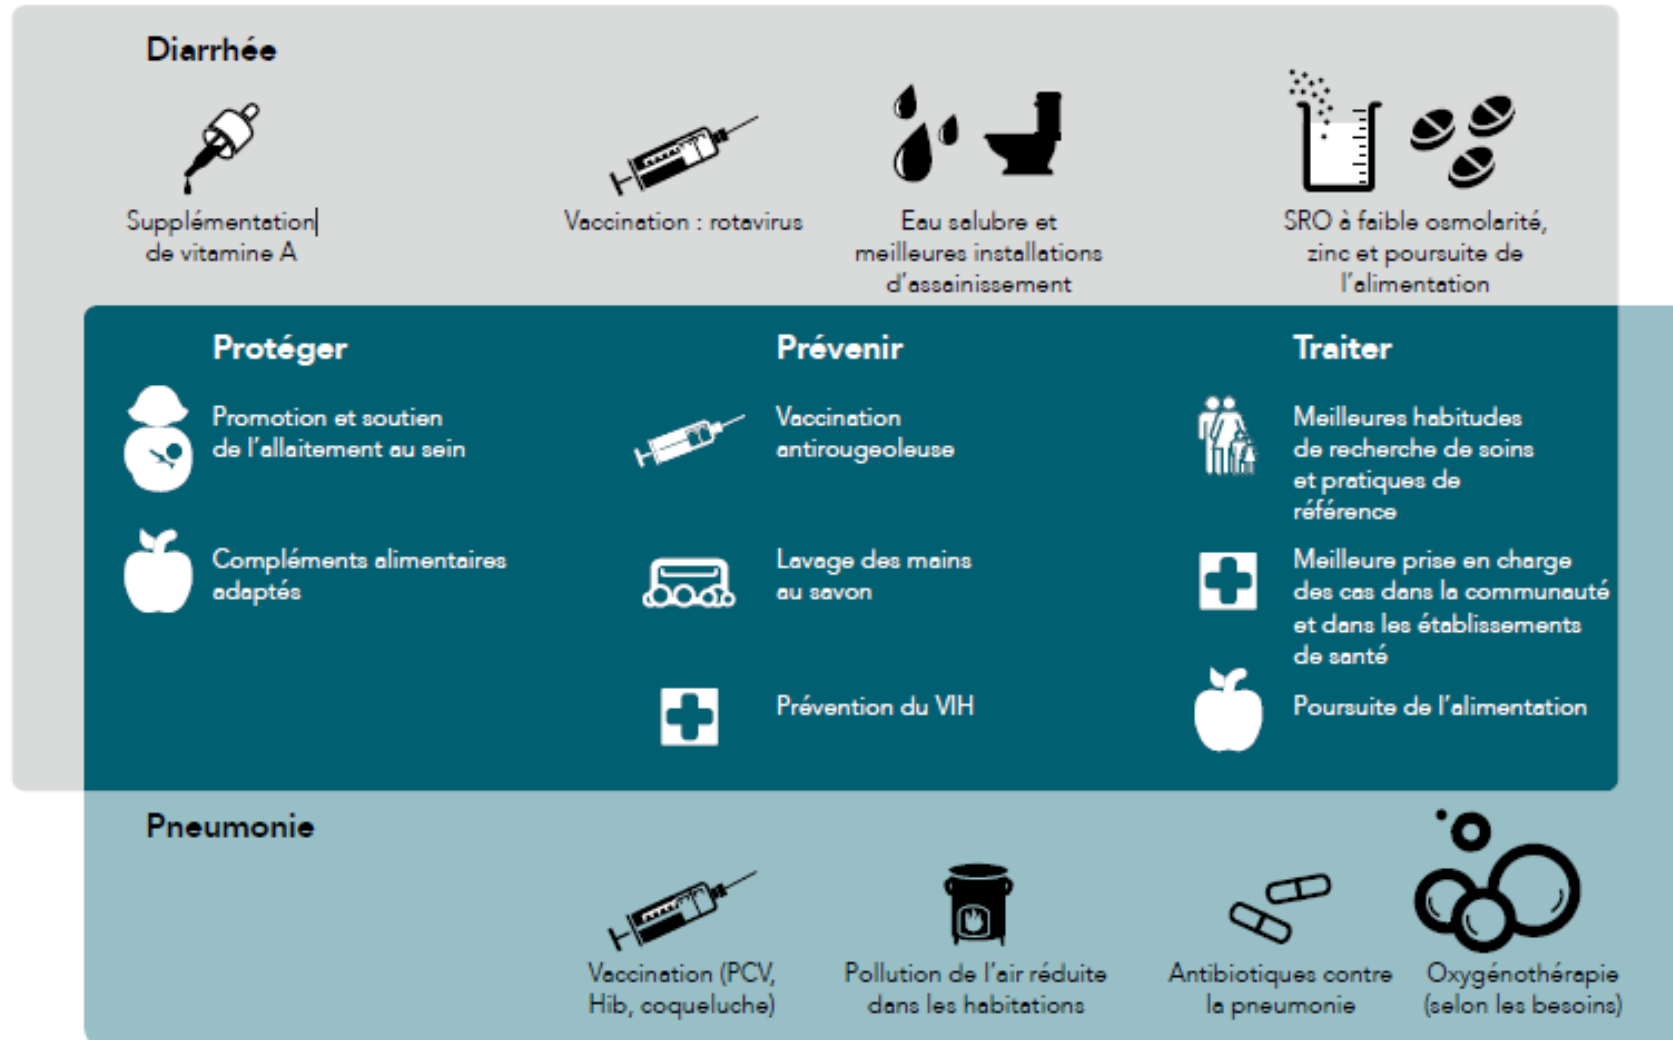 Diarrhée
Supplémentation
de vitamine A
Vaccination : rotavirus
Eau salubre et
meilleures installations
d'assainissement
SRO à faible osmolarité,
zinc et poursuite de
l'alimentation
Protéger
Promotion et soutien
de l'allaitement au sein
Compléments alimentaires
adaptés
Prévenir
Vaccination
antirougeoleuse
Lavage des mains
au savon
Prévention du VIH
Traiter
Meilleures habitudes
de recherche de soins
et pratiques de
référence
Meilleure prise en charge
des cas dans la communauté
et dans les établissements
de santé
Poursuite de l'alimentation
Pneumonie
Vaccination (PCV,
Hib, coqueluche)
Pollution de l'air réduite
dans les habitations
Antibiotiques contre
la pneumonie
Oxygénothérapie
(selon les besoins)